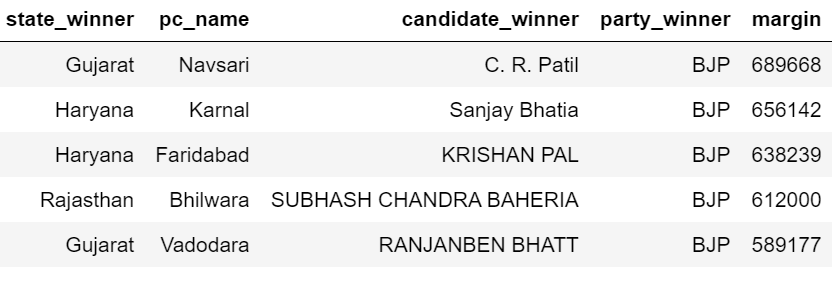 state_winner pc_name candidate_winner party_winner margin
Gujarat Navsari C. R. Patil BJP 689668
Haryana Karnal Sanjay Bhatia BJP 656142
Haryana Faridabad KRISHAN PAL BJP 638239
Rajasthan Bhilwara SUBHASH CHANDRA BAHERIA BJP 612000
Gujarat Vadodara RANJANBEN BHATT BJP 589177